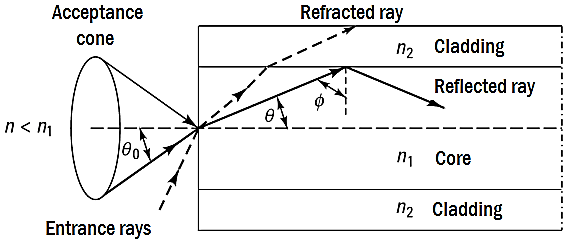 Acceptance
cone
Refracted ray
n₂ Cladding
Reflected ray
n < n₁
θ₀
θ
ϕ
n₁ Core
n₂ Cladding
Entrance rays